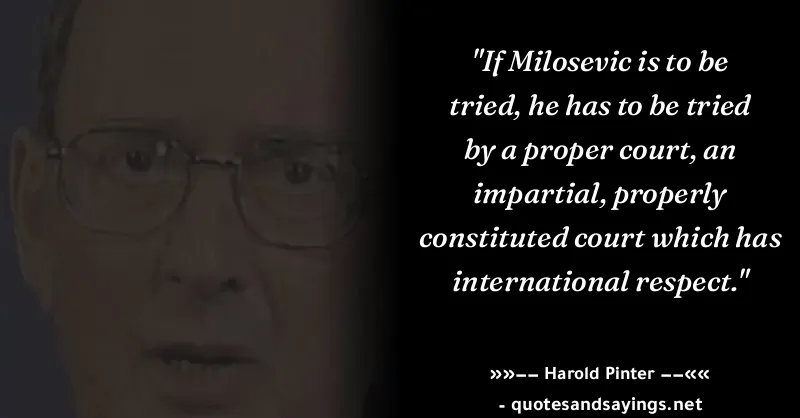 "If Milosevic is to be
tried, he has to be tried
by a proper court, an
impartial, properly
constituted court which has
international respect."
»»−− Harold Pinter −−««
- quotesandsayings.net